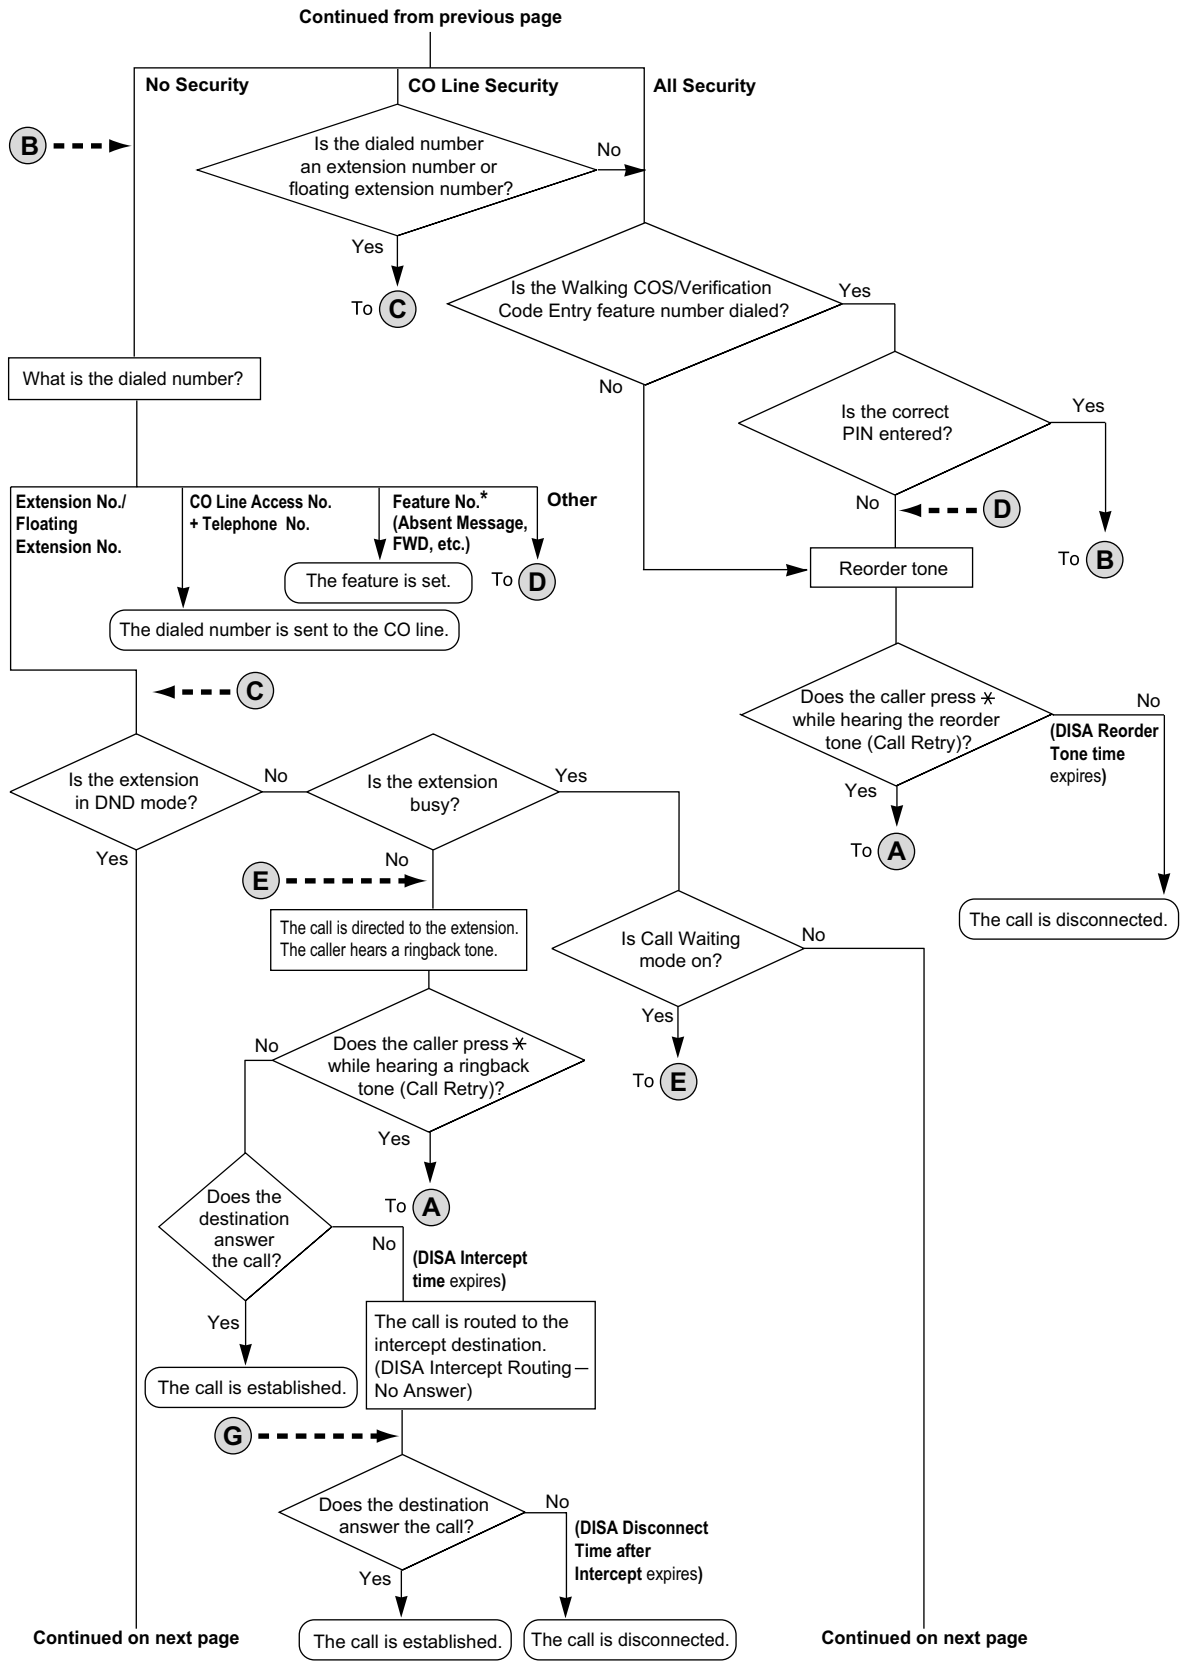 Continued from previous page
No Security
CO Line Security
All Security
B
Is the dialed number
an extension number or
floating extension number?
No
Yes
To C
Is the Walking COS/Verification
Code Entry feature number dialed?
Yes
No
What is the dialed number?
Is the correct
PIN entered?
Yes
No
D
To B
Extension No./
Floating
Extension No.
CO Line Access No.
+ Telephone No.
Feature No.*
(Absent Message,
FWD, etc.)
Other
The feature is set.
To D
The dialed number is sent to the CO line.
Reorder tone
C
Does the caller press *
while hearing the reorder
tone (Call Retry)?
No
(DISA Reorder
Tone time
expires)
Yes
To A
The call is disconnected.
Is the extension
in DND mode?
No
Yes
Is the extension
busy?
Yes
No
E
The call is directed to the extension.
The caller hears a ringback tone.
Is Call Waiting
mode on?
No
Yes
To E
Does the caller press *
while hearing a ringback
tone (Call Retry)?
No
Yes
To A
Does the
destination
answer
the call?
No
(DISA Intercept
time expires)
Yes
The call is established.
The call is routed to the
intercept destination.
(DISA Intercept Routing—
No Answer)
G
Does the destination
answer the call?
No
(DISA Disconnect
Time after
Intercept expires)
Yes
The call is established.
The call is disconnected.
Continued on next page
Continued on next page